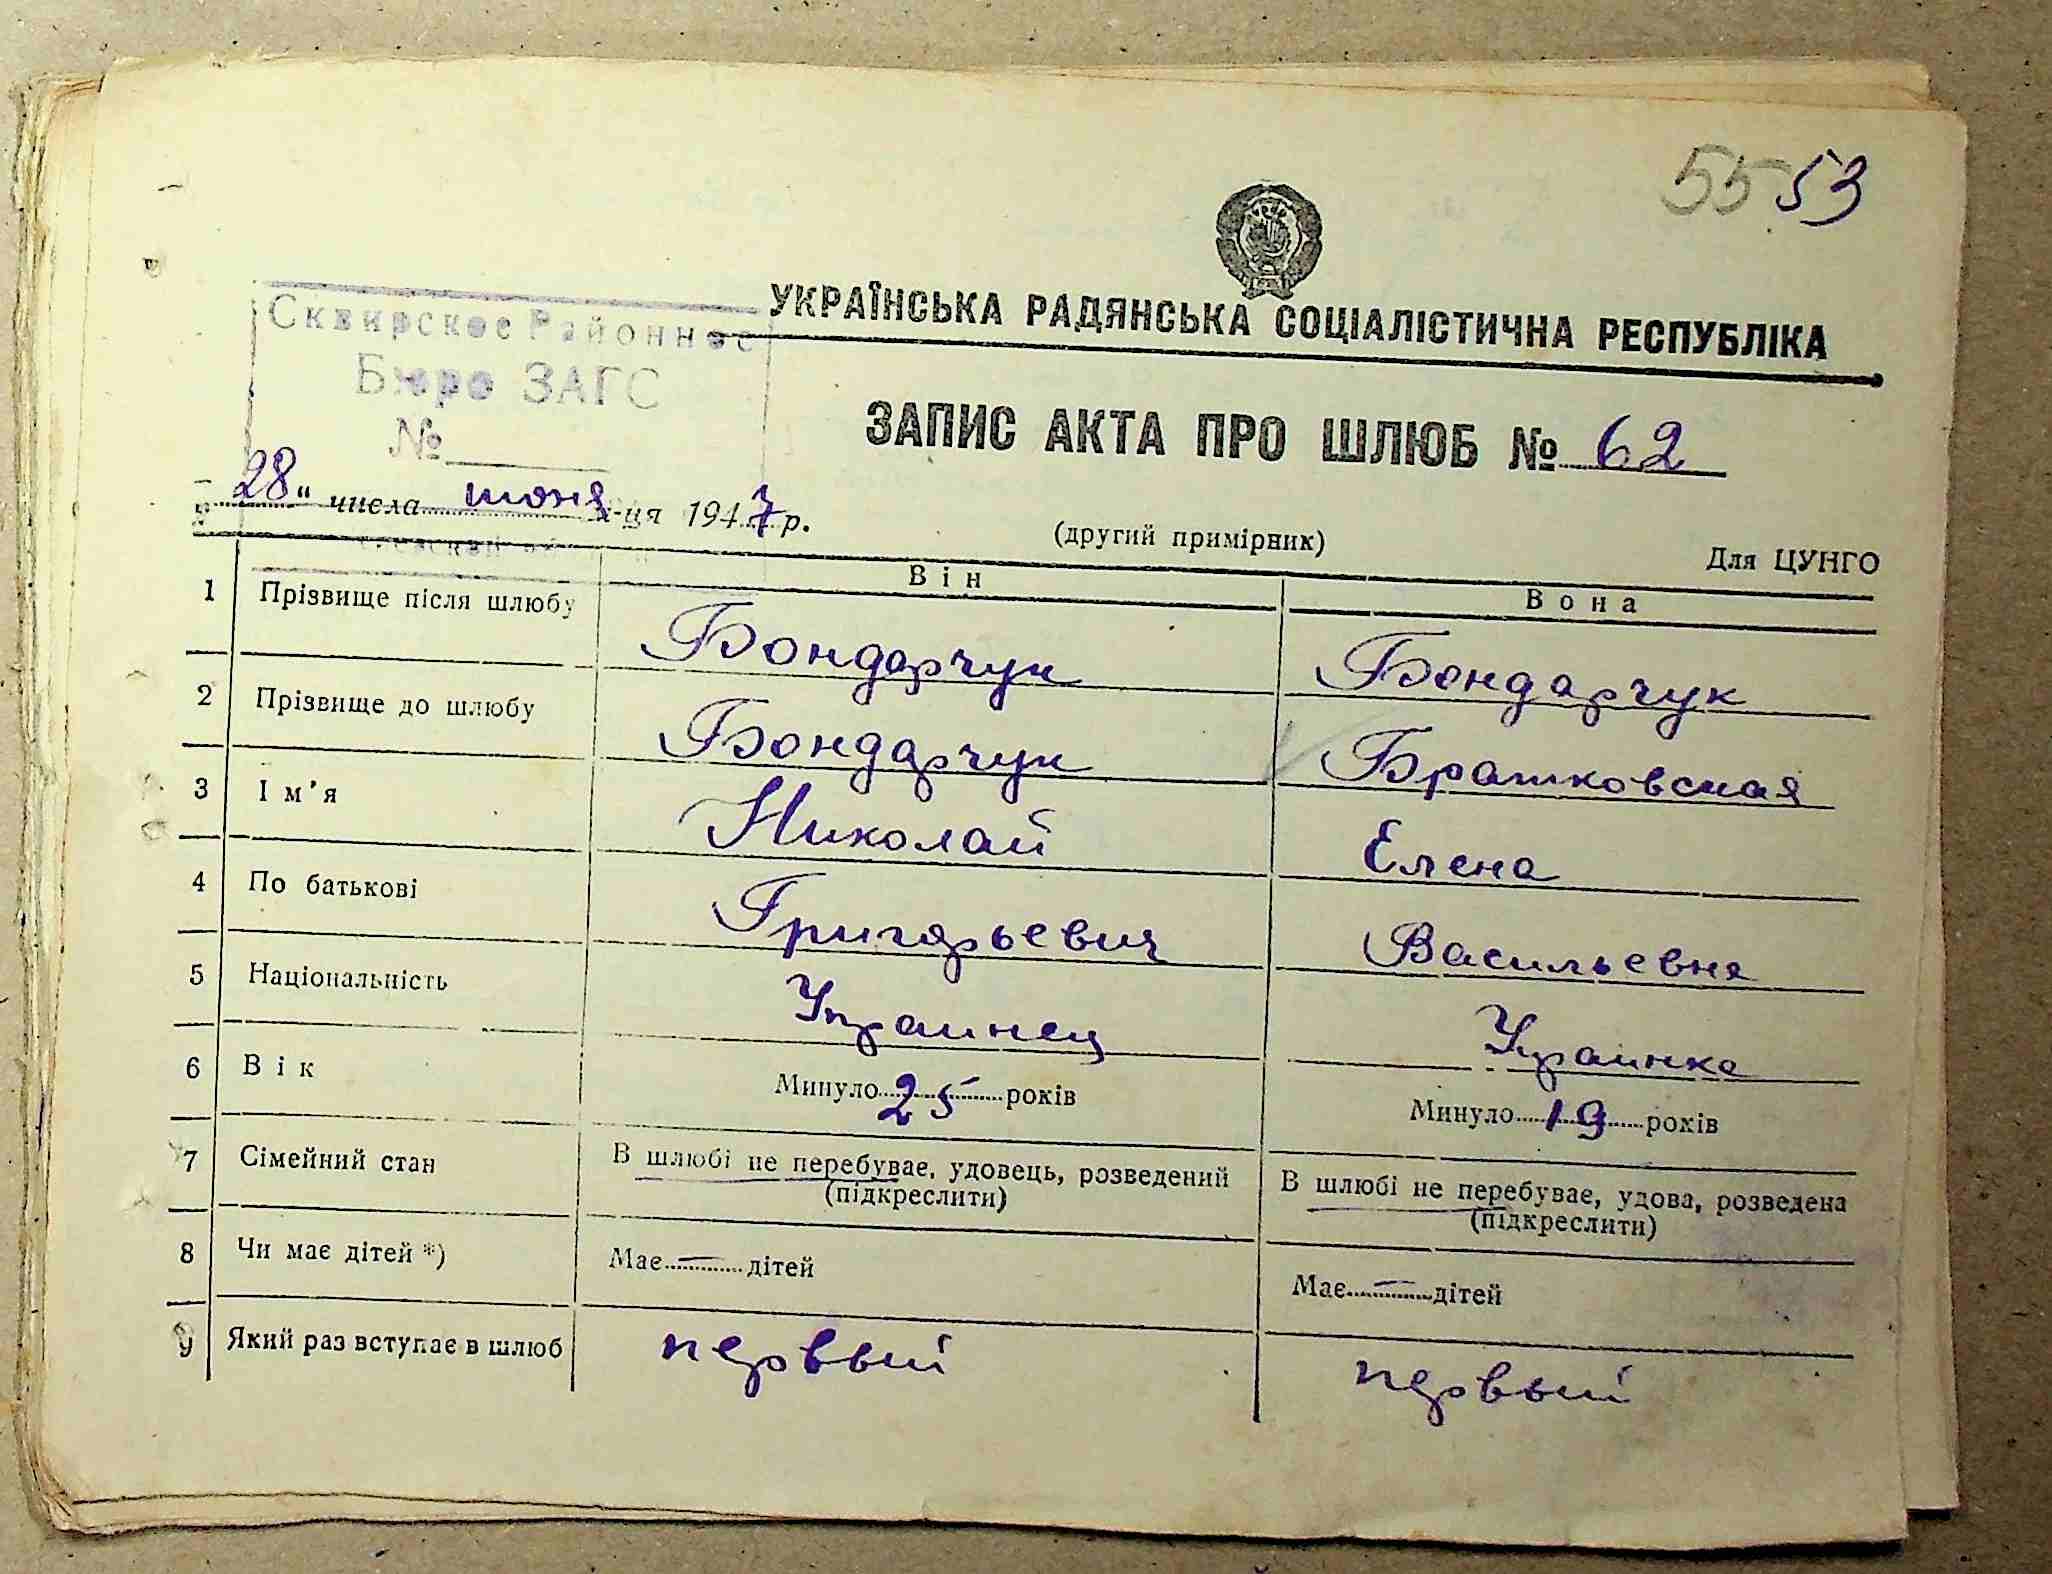 55 53
УКРАЇНСЬКА РАДЯНСЬКА СОЦІАЛІСТИЧНА РЕСПУБЛІКА
Сквирское Районное
Бюро ЗАГС
№
ЗАПИС АКТА ПРО ШЛЮБ № 62
28" числа июня м-ця 1947 р.
(другий примірник)
Для ЦУНГО
Він Вона
1 Прізвище після шлюбу Бондарчук Бондарчук
2 Прізвище до шлюбу Бондарчук Брашковская
3 Ім'я Николай Елена
4 По батькові Григорьевич Васильевна
5 Національність Украинец Украинка
6 Вік Минуло 25 років Минуло 19 років
7 Сімейний стан В шлюбі не перебуває, удовець, розведений (підкреслити) В шлюбі не перебуває, удова, розведена (підкреслити)
8 Чи має дітей *) Має — дітей Має — дітей
9 Який раз вступає в шлюб первый первый